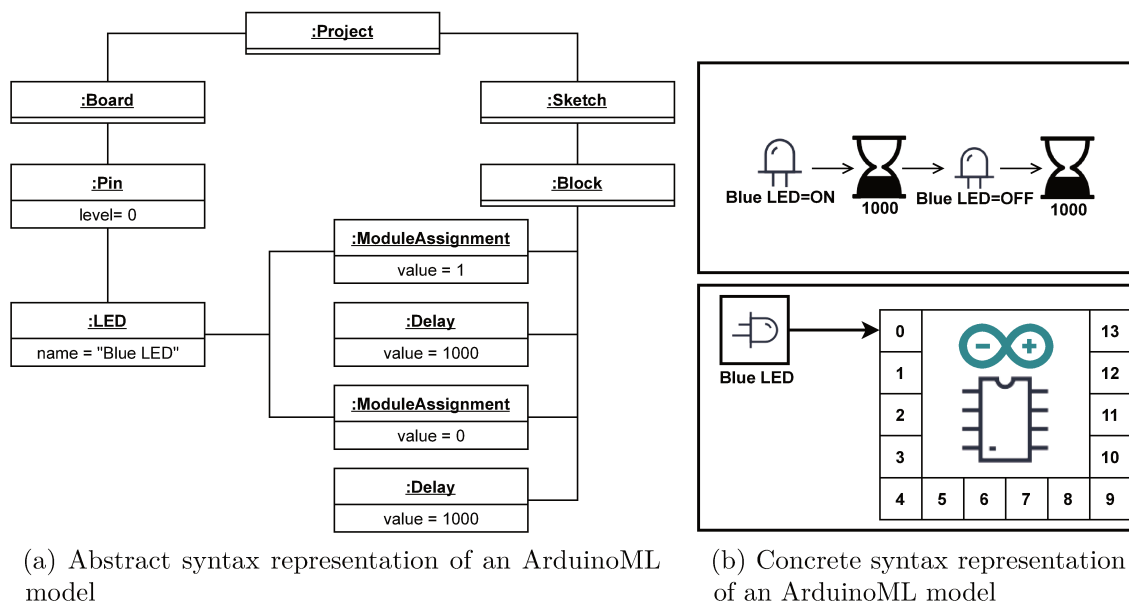 :Project
:Board
:Sketch
:Pin
level= 0
:Block
:ModuleAssignment
value = 1
:LED
name = "Blue LED"
:Delay
value = 1000
:ModuleAssignment
value = 0
:Delay
value = 1000
(a) Abstract syntax representation of an ArduinoML
model
Blue LED=ON
1000
Blue LED=OFF
1000
Blue LED
0
13
1
12
2
11
3
10
4 5 6 7 8 9
(b) Concrete syntax representation
of an ArduinoML model